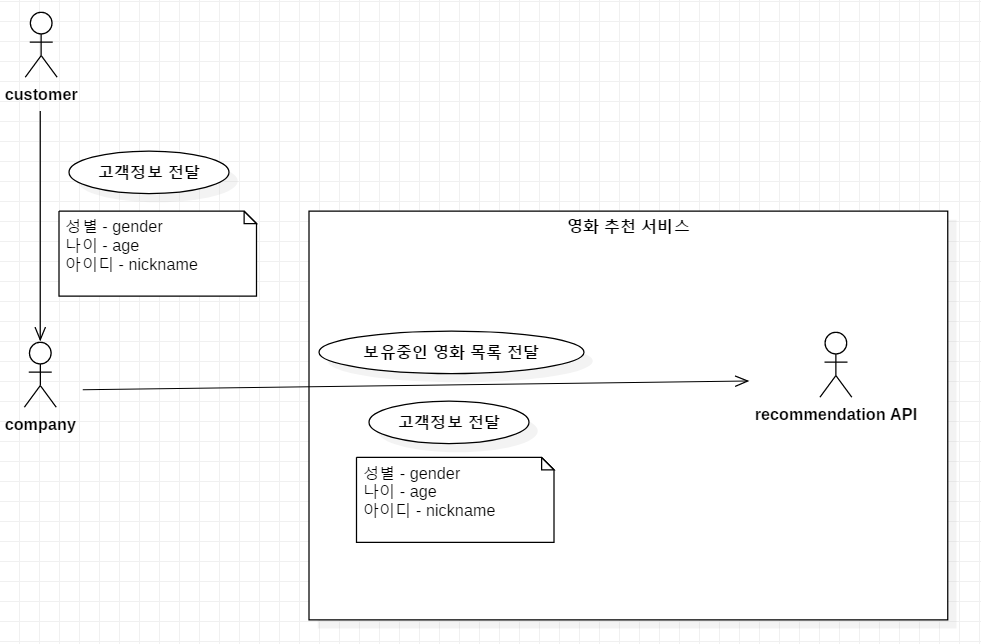 customer
고객정보 전달
성별 - gender
나이 - age
아이디 - nickname
영화 추천 서비스
보유중인 영화 목록 전달
company
recommendation API
고객정보 전달
성별 - gender
나이 - age
아이디 - nickname